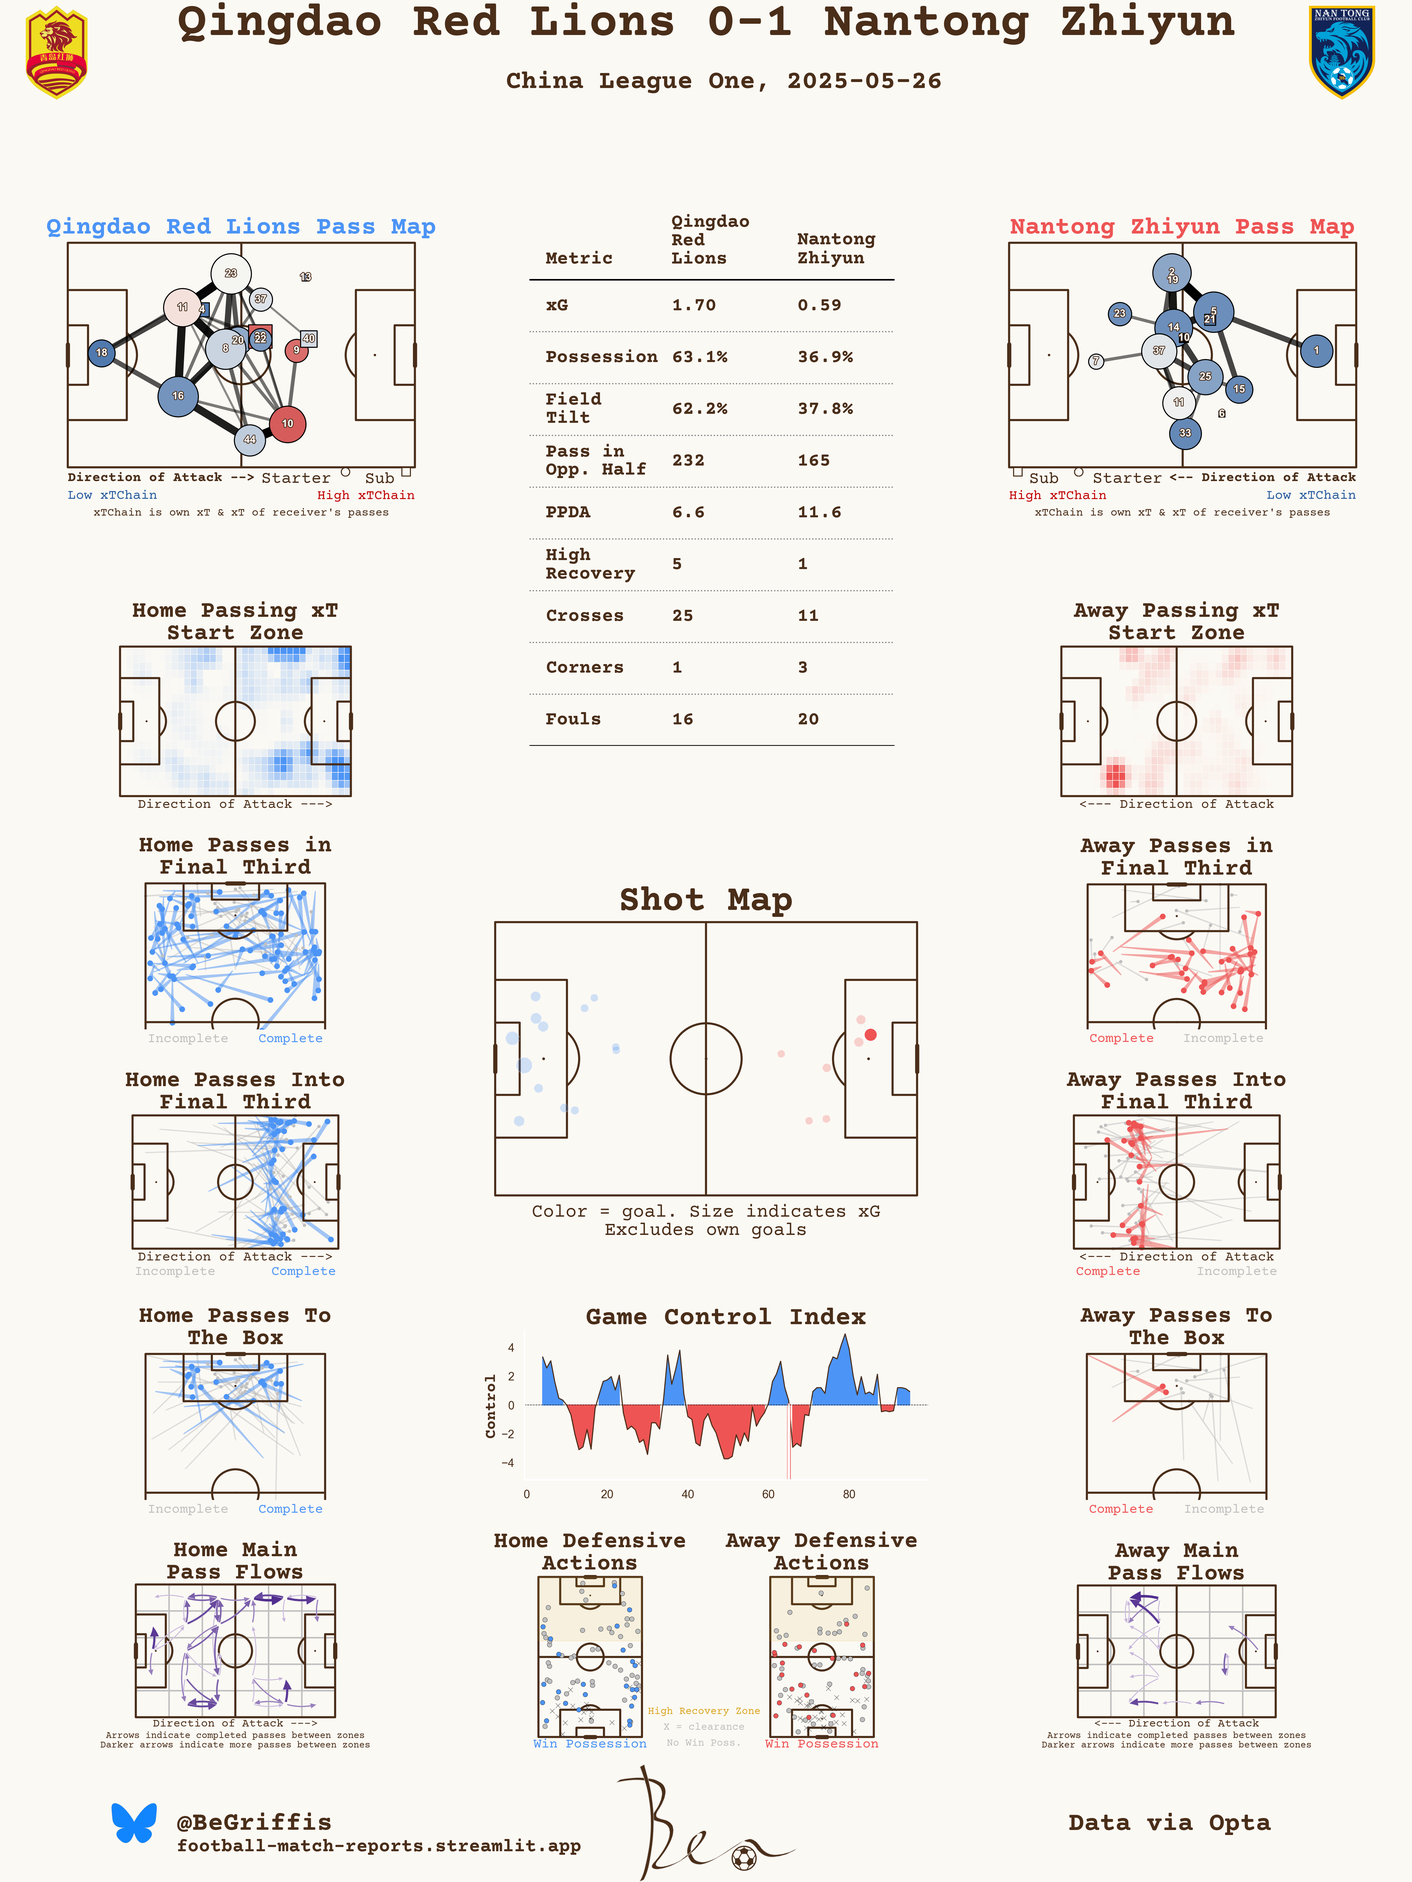 Qingdao Red Lions 0-1 Nantong Zhiyun
China League One, 2025-05-26
NAN TONG
ZHIYUN FOOTBALL CLUB
青岛红狮
Qingdao Red Lions Pass Map
23
13
37
11
4
20
22
40
8
9
18
16
10
44
Direction of Attack --> Starter Sub
Low xTChain High xTChain
xTChain is own xT & xT of receiver's passes
Metric Qingdao Red Lions Nantong Zhiyun
xG 1.70 0.59
Possession 63.1% 36.9%
Field Tilt 62.2% 37.8%
Pass in Opp. Half 232 165
PPDA 6.6 11.6
High Recovery 5 1
Crosses 25 11
Corners 1 3
Fouls 16 20
Nantong Zhiyun Pass Map
2
19
23
5
21
14
10
37
7
1
25
15
11
6
33
Sub Starter <-- Direction of Attack
High xTChain Low xTChain
xTChain is own xT & xT of receiver's passes
Home Passing xT
Start Zone
Direction of Attack --->
Away Passing xT
Start Zone
<--- Direction of Attack
Home Passes in
Final Third
Incomplete Complete
Away Passes in
Final Third
Complete Incomplete
Shot Map
Color = goal. Size indicates xG
Excludes own goals
Home Passes Into
Final Third
Direction of Attack --->
Incomplete Complete
Away Passes Into
Final Third
<--- Direction of Attack
Complete Incomplete
Home Passes To
The Box
Incomplete Complete
Game Control Index
Control
4
2
0
−2
−4
0 20 40 60 80
Away Passes To
The Box
Complete Incomplete
Home Main
Pass Flows
Direction of Attack --->
Arrows indicate completed passes between zones
Darker arrows indicate more passes between zones
Home Defensive
Actions
Win Possession
High Recovery Zone
X = clearance
No Win Poss.
Away Defensive
Actions
Win Possession
Away Main
Pass Flows
<--- Direction of Attack
Arrows indicate completed passes between zones
Darker arrows indicate more passes between zones
@BeGriffis
football-match-reports.streamlit.app
Ben
Data via Opta